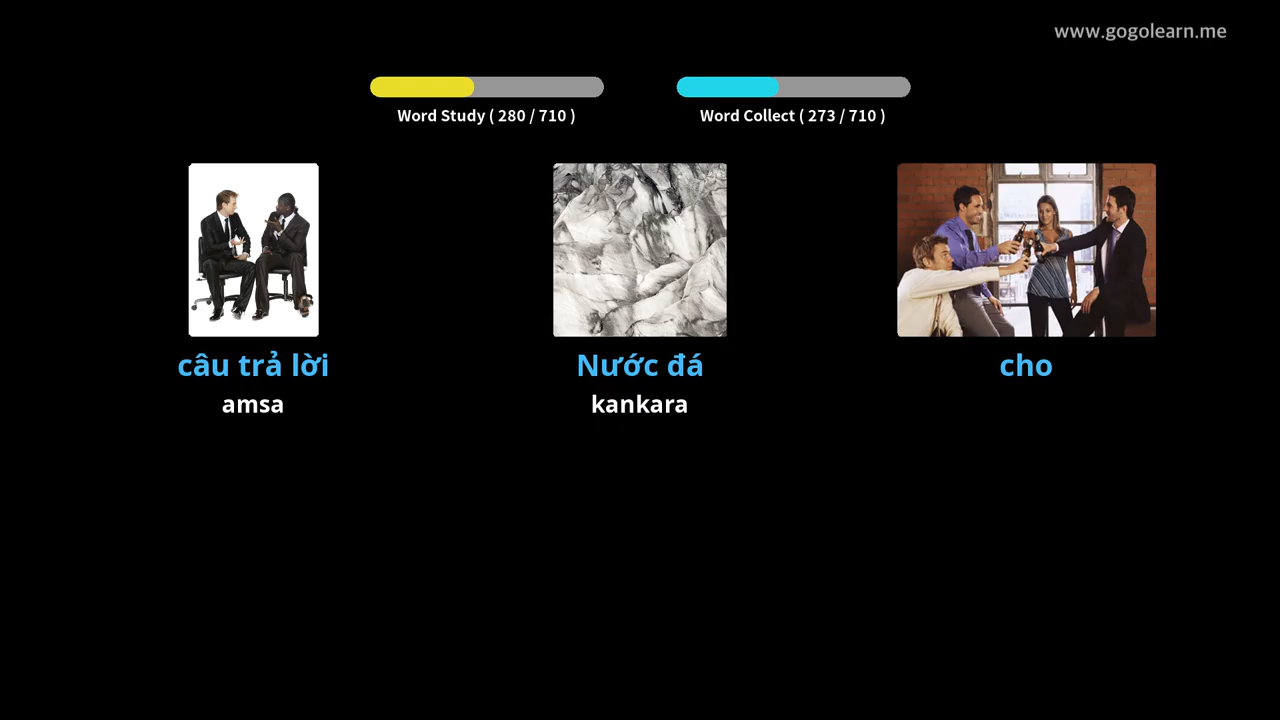 www.gogolearn.me
Word Study ( 280 / 710 )
Word Collect ( 273 / 710 )
câu trả lời
amsa
Nước đá
kankara
cho